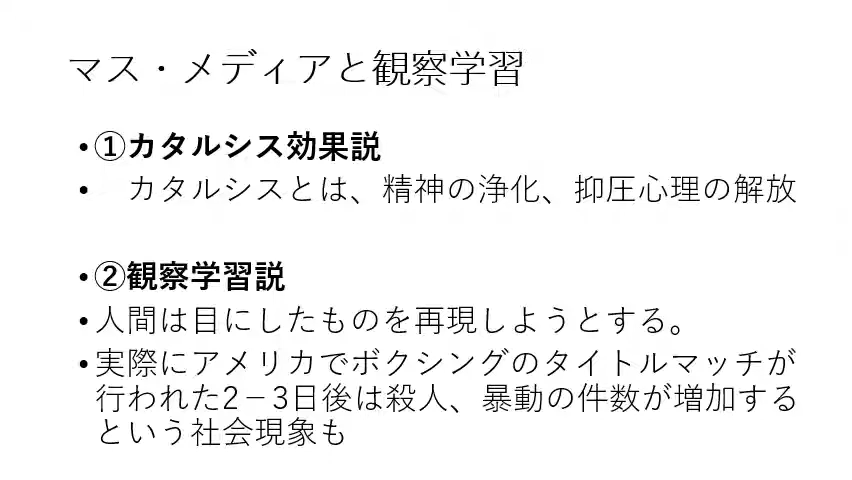 マス・メディアと観察学習
•①カタルシス効果説
•　カタルシスとは、精神の浄化、抑圧心理の解放
•②観察学習説
•人間は目にしたものを再現しようとする。
•実際にアメリカでボクシングのタイトルマッチが
行われた2－3日後は殺人、暴動の件数が増加する
という社会現象も